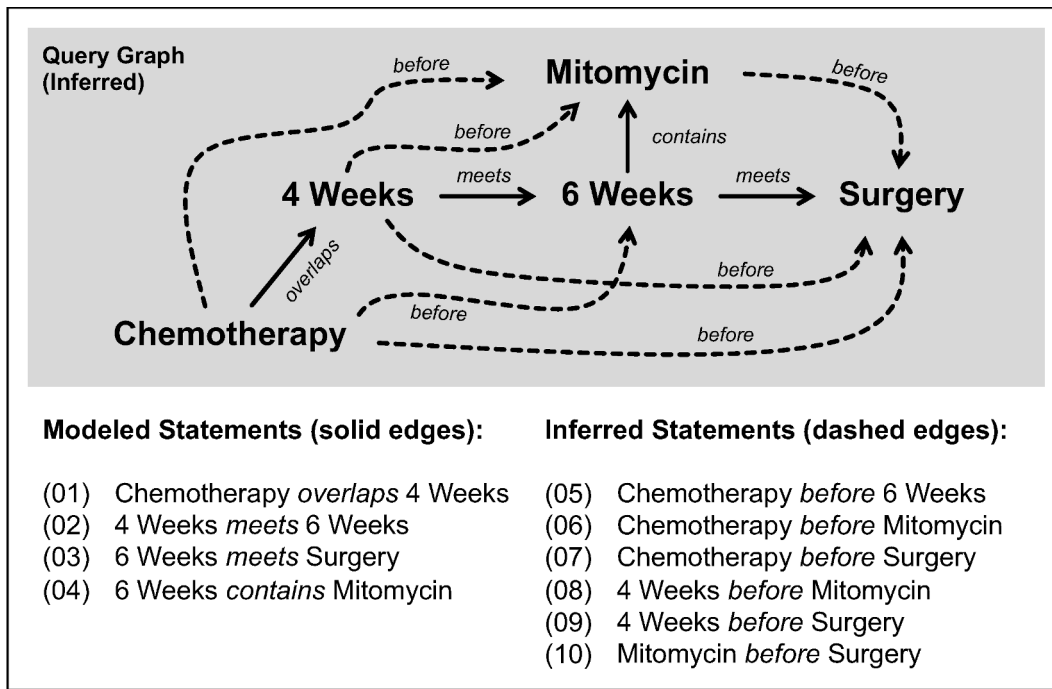 Query Graph
(Inferred)
before
Mitomycin
before
before
contains
4 Weeks
meets
6 Weeks
meets
Surgery
overlaps
before
Chemotherapy
before
before
Modeled Statements (solid edges):
(01) Chemotherapy overlaps 4 Weeks
(02) 4 Weeks meets 6 Weeks
(03) 6 Weeks meets Surgery
(04) 6 Weeks contains Mitomycin
Inferred Statements (dashed edges):
(05) Chemotherapy before 6 Weeks
(06) Chemotherapy before Mitomycin
(07) Chemotherapy before Surgery
(08) 4 Weeks before Mitomycin
(09) 4 Weeks before Surgery
(10) Mitomycin before Surgery